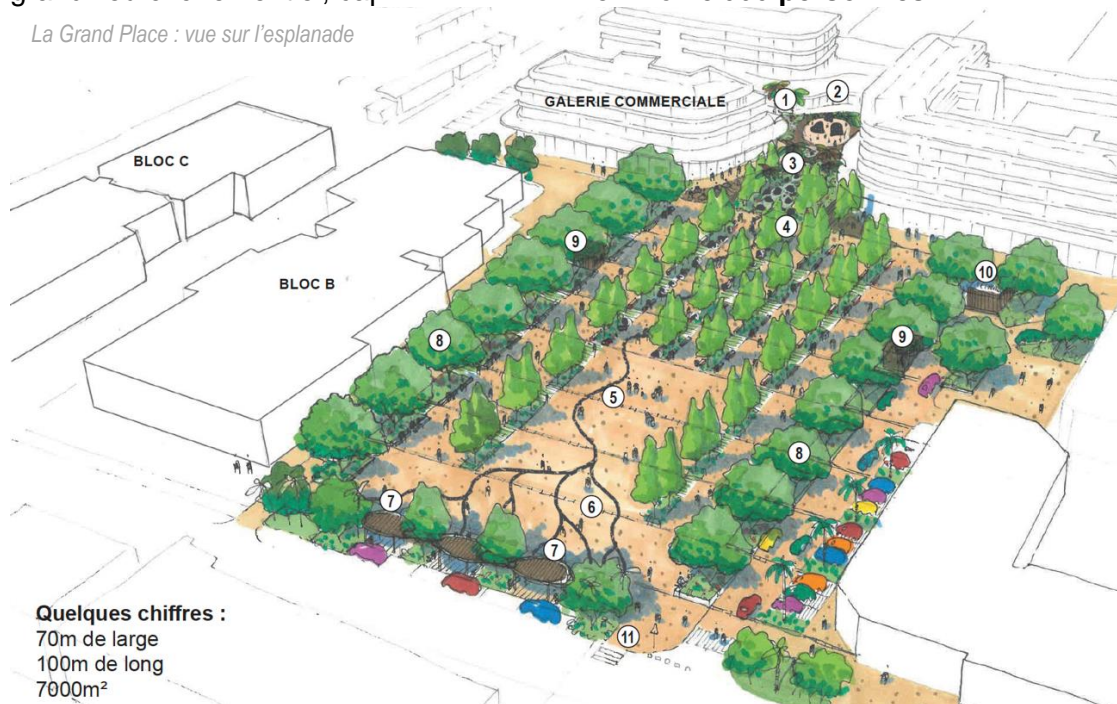 La Grand Place : vue sur l'esplanade
GALERIE COMMERCIALE
1
2
BLOC C
3
4
9
BLOC B
10
8
9
5
8
7
6
7
11
Quelques chiffres :
70m de large
100m de long
7000m²